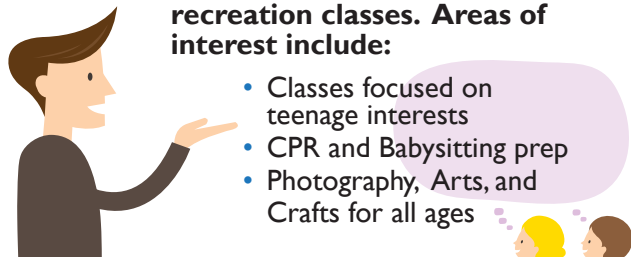 recreation classes. Areas of
interest include:
• Classes focused on
teenage interests
• CPR and Babysitting prep
• Photography, Arts, and
Crafts for all ages